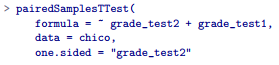 > pairedSamplesTTest(
formula = ~ grade_test2 + grade_test1,
data = chico,
one.sided = "grade_test2"